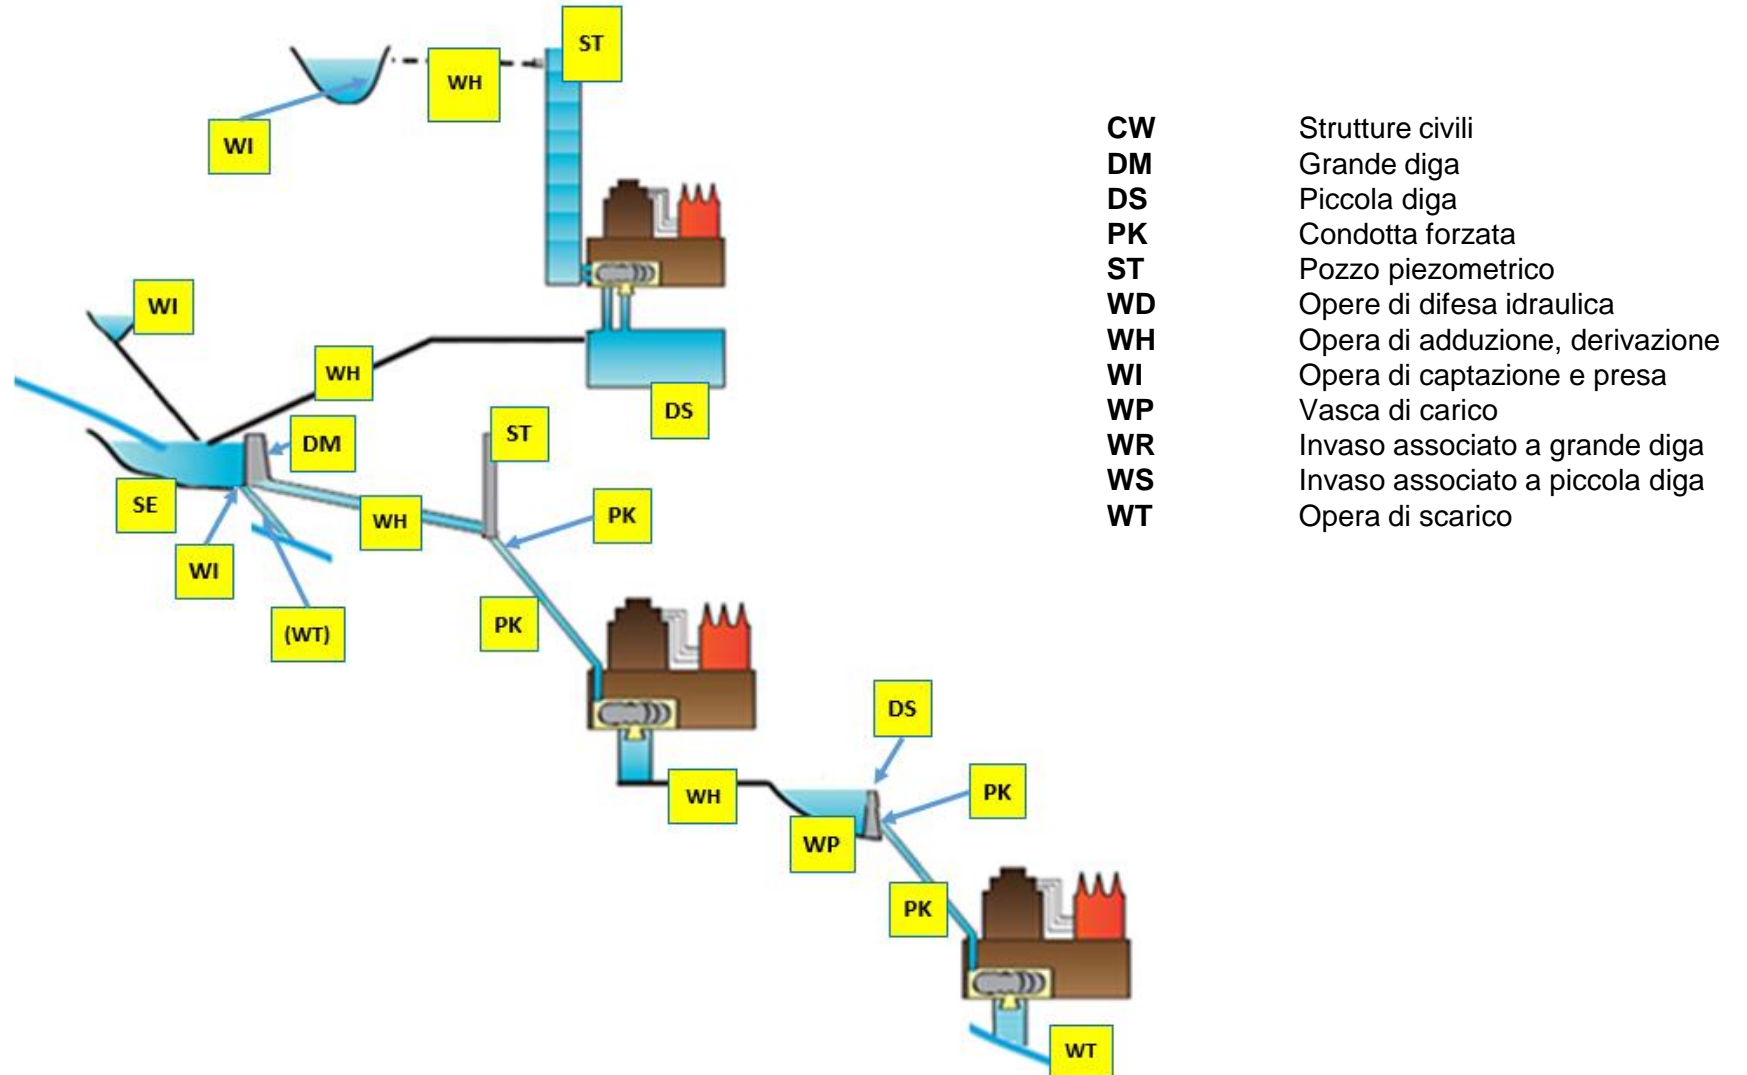 ST
WH
WI
WI
WH
DS
DM
ST
SE
WH
PK
WI
(WT)
PK
DS
WH
PK
WP
PK
WT
CW Strutture civili
DM Grande diga
DS Piccola diga
PK Condotta forzata
ST Pozzo piezometrico
WD Opere di difesa idraulica
WH Opera di adduzione, derivazione
WI Opera di captazione e presa
WP Vasca di carico
WR Invaso associato a grande diga
WS Invaso associato a piccola diga
WT Opera di scarico